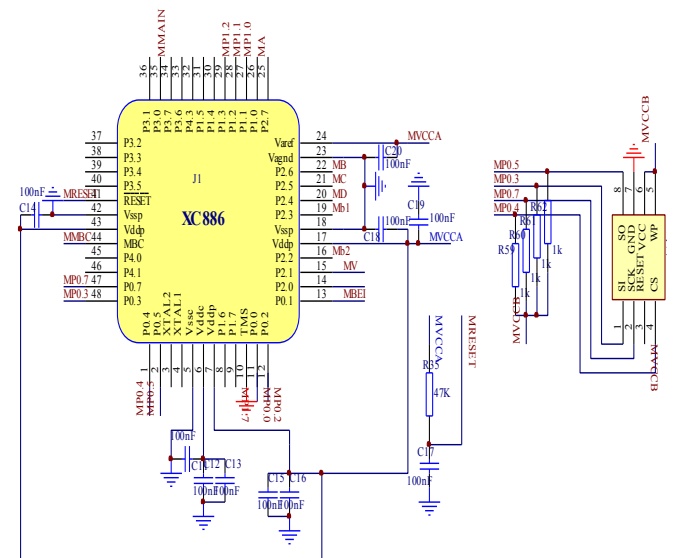 MMAIN
MP1.2
MP1.1
MP1.0
MA
36
35
34
33
32
31
30
29
28
27
26
25
P3.1
P3.0
P3.7
P3.6
P4.3
P1.5
P1.4
P1.3
P1.2
P1.1
P1.0
P2.7
37
38
39
40
41
42
43
44
45
46
47
48
P3.2
P3.3
P3.4
P3.5
RESET
Vssp
Vddp
MBC
P4.0
P4.1
P0.7
P0.3
J1
XC886
Varef
Vagnd
P2.6
P2.5
P2.4
P2.3
Vssp
Vddp
P2.2
P2.1
P2.0
P0.1
24
23
22
21
20
19
18
17
16
15
14
13
P0.4
P0.5
XTAL2
XTAL1
Vssc
Vddc
Vddp
P1.6
P1.7
TMS
P0.0
P0.2
1
2
3
4
5
6
7
8
9
10
11
12
100nF
C14
MRESET
MMBC
MP0.7
MP0.3
MVCCA
C20
100nF
MB
MC
MD
Mb1
C19
100nF
100nF
C18
MVCCA
Mb2
MV
MBEI
MP0.4
MP0.5
MP0.0
MP0.2
100nF
C12
C13
100nF
100nF
C15
C16
100nF
100nF
MVCCA
MRESET
R35
47K
C17
100nF
MVCCB
MP0.5
MP0.3
MP0.7
MP0.4
R62
R61
R60
R59
1k
1k
1k
1k
MVCCB
8
7
6
5
SO
GND
VCC
WP
SI
SCK
RESET
CS
1
2
3
4
MVCCB